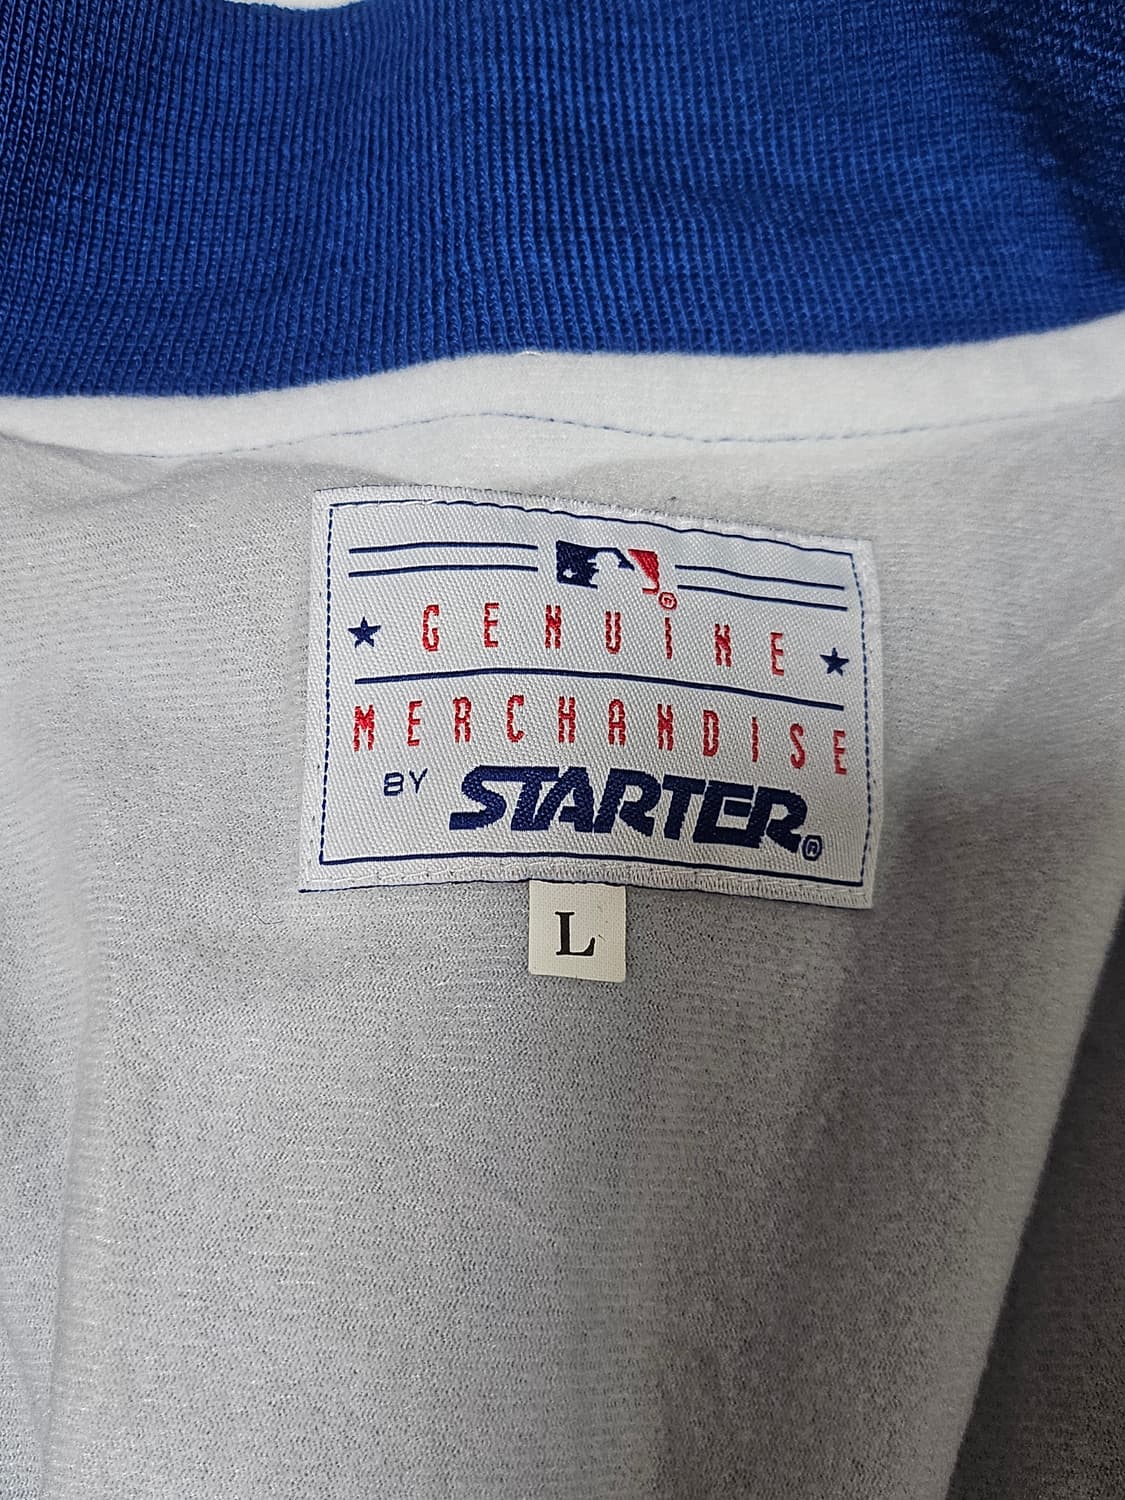 GENUINE
MERCHANDISE
BY STARTER®
L